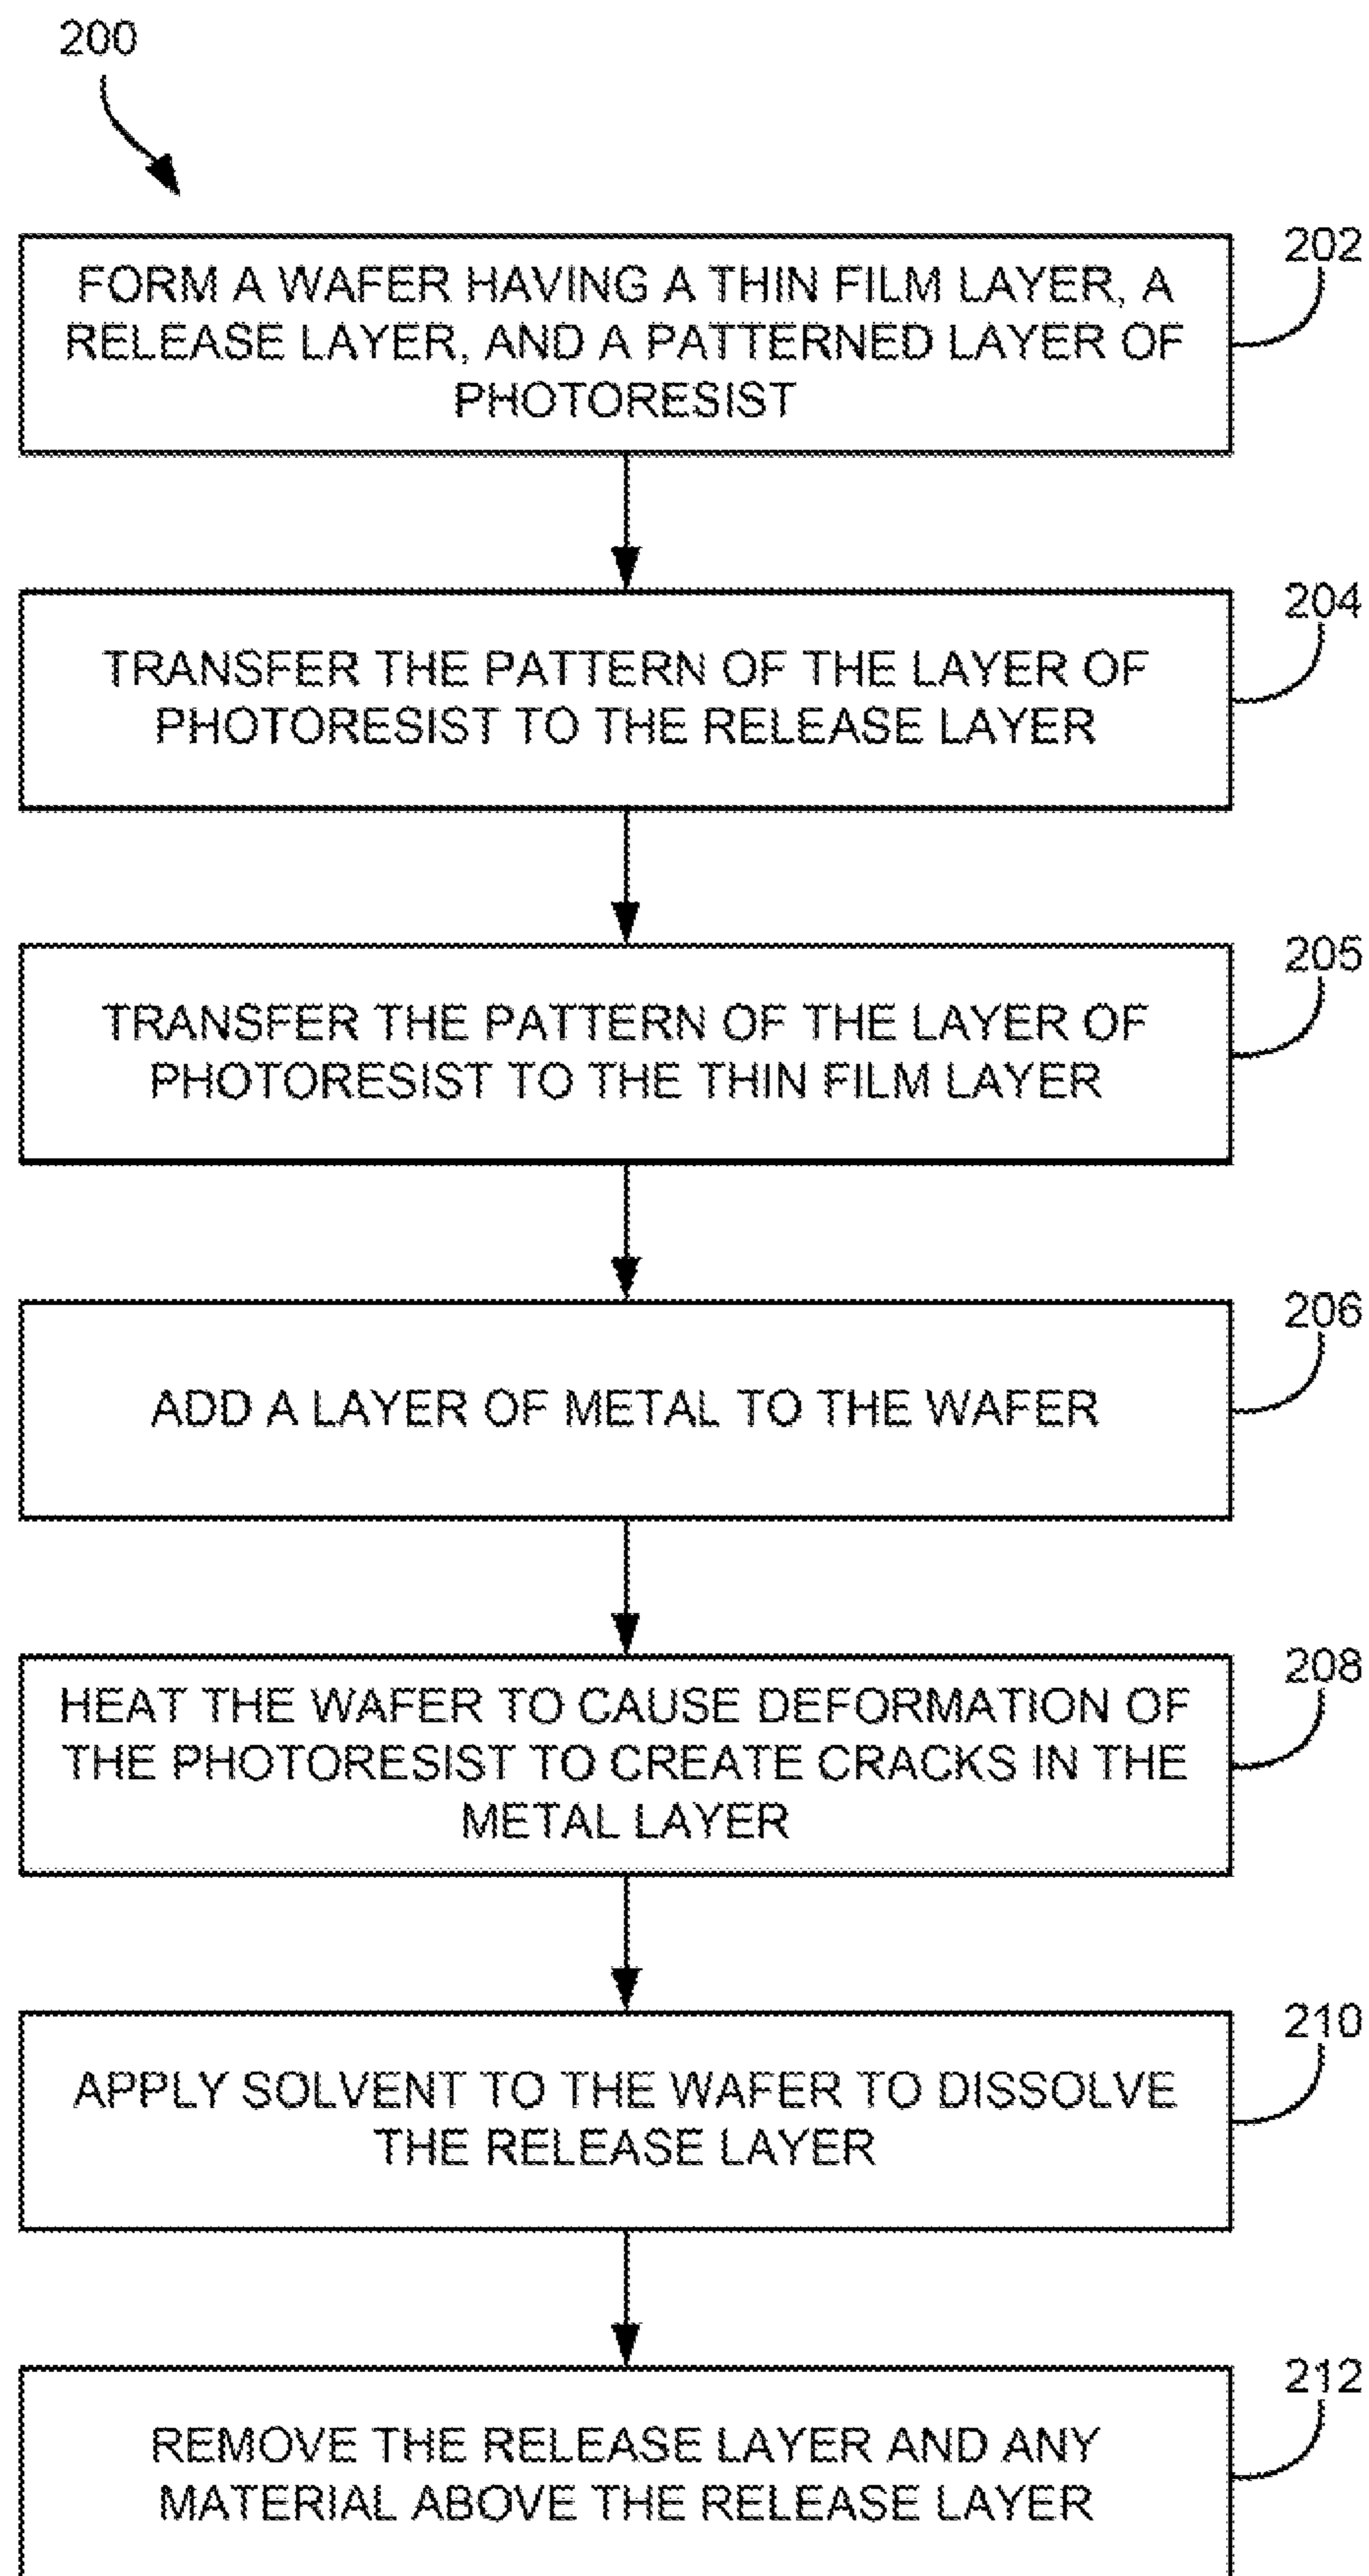 200
202
FORM A WAFER HAVING A THIN FILM LAYER, A
RELEASE LAYER, AND A PATTERNED LAYER OF
PHOTORESIST
204
TRANSFER THE PATTERN OF THE LAYER OF
PHOTORESIST TO THE RELEASE LAYER
205
TRANSFER THE PATTERN OF THE LAYER OF
PHOTORESIST TO THE THIN FILM LAYER
206
ADD A LAYER OF METAL TO THE WAFER
208
HEAT THE WAFER TO CAUSE DEFORMATION OF
THE PHOTORESIST TO CREATE CRACKS IN THE
METAL LAYER
210
APPLY SOLVENT TO THE WAFER TO DISSOLVE
THE RELEASE LAYER
212
REMOVE THE RELEASE LAYER AND ANY
MATERIAL ABOVE THE RELEASE LAYER